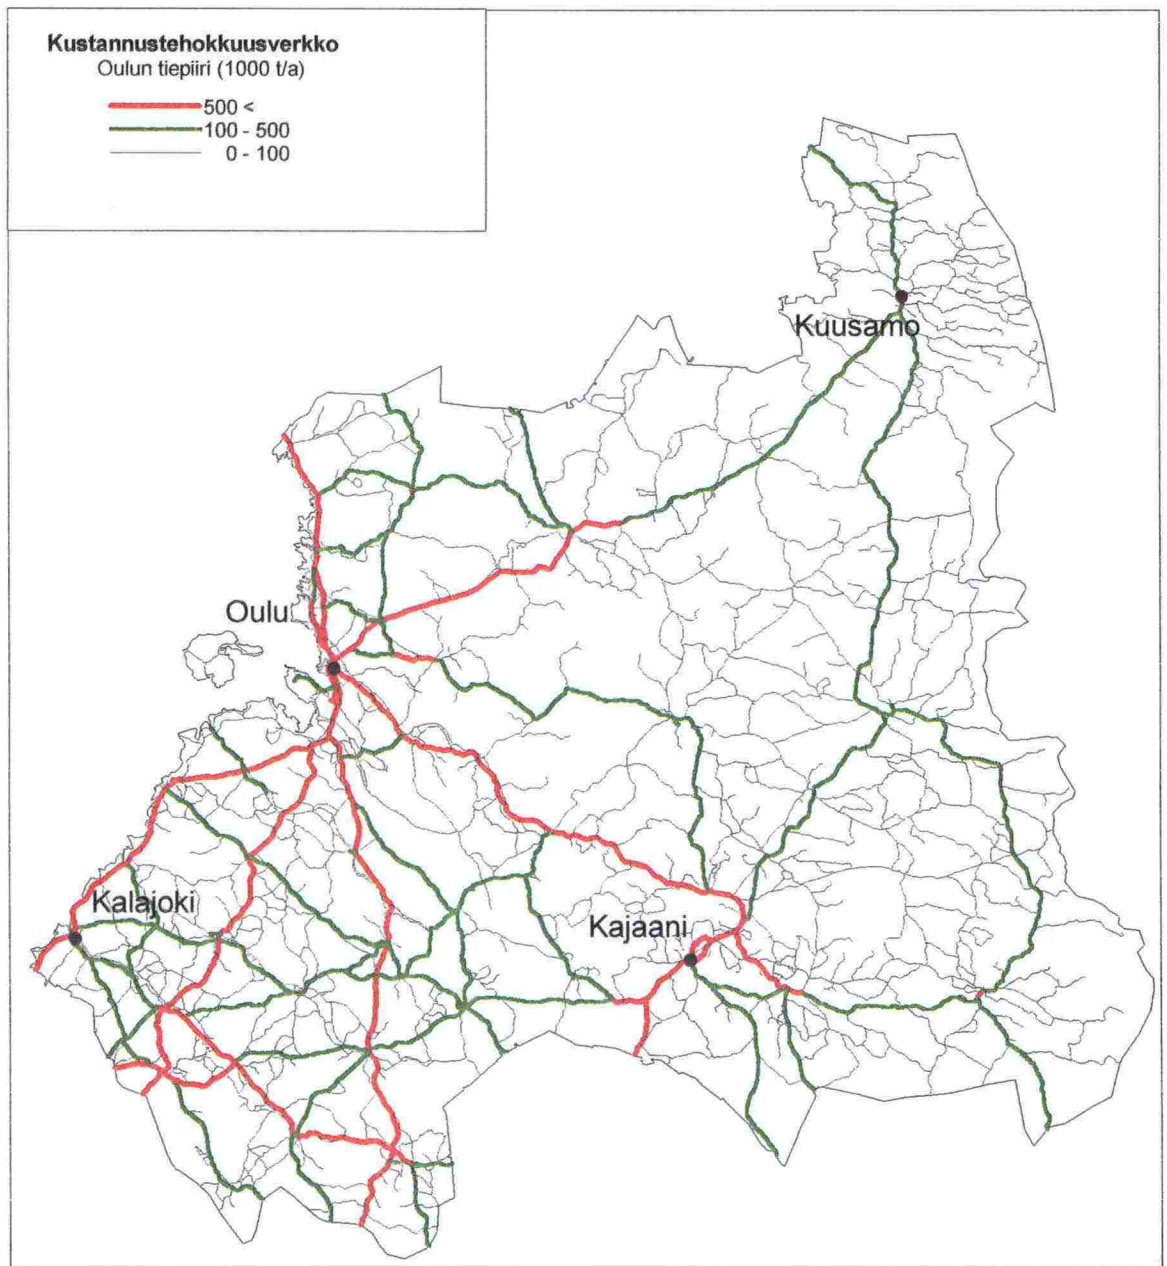 Kustannustehokkuusverkko
Oulun tiepiiri (1000 t/a)
500 <
100 - 500
0 - 100
Kuusamo
Oulu
Kalajoki
Kajaani